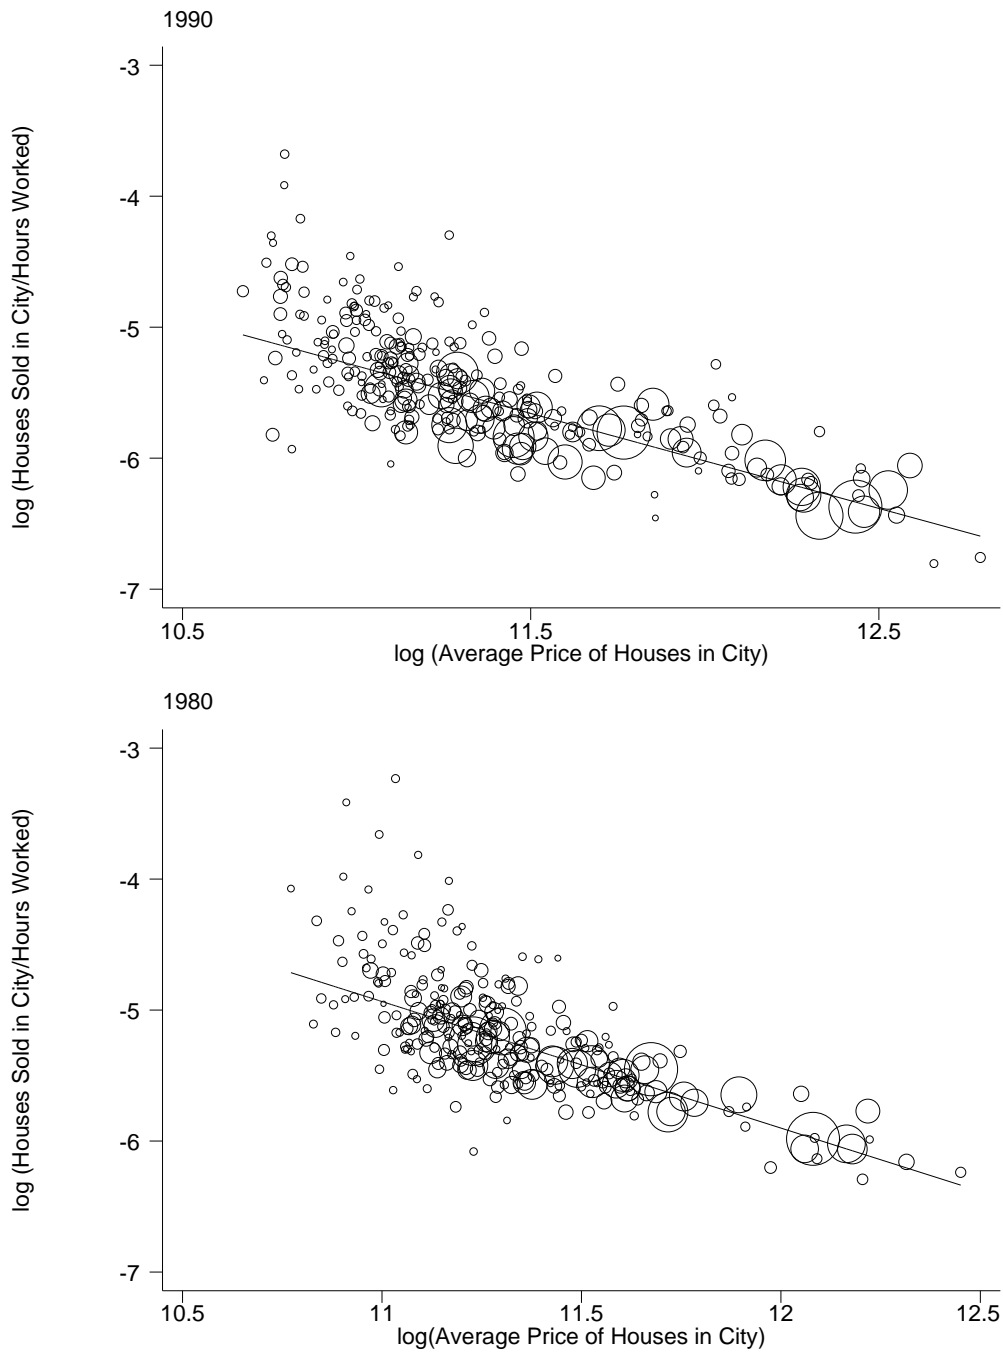 1990
log (Houses Sold in City/Hours Worked)
-3
-4
-5
-6
-7
10.5 11.5 12.5
log (Average Price of Houses in City)
1980
log (Houses Sold in City/Hours Worked)
-3
-4
-5
-6
-7
10.5 11 11.5 12 12.5
log(Average Price of Houses in City)